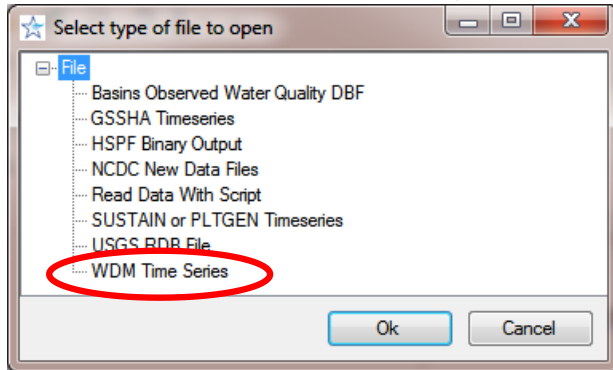 Select type of file to open
File
Basins Observed Water Quality DBF
GSSHA Timeseries
HSPF Binary Output
NCDC New Data Files
Read Data With Script
SUSTAIN or PLTGEN Timeseries
USGS RDB File
WDM Time Series
Ok Cancel